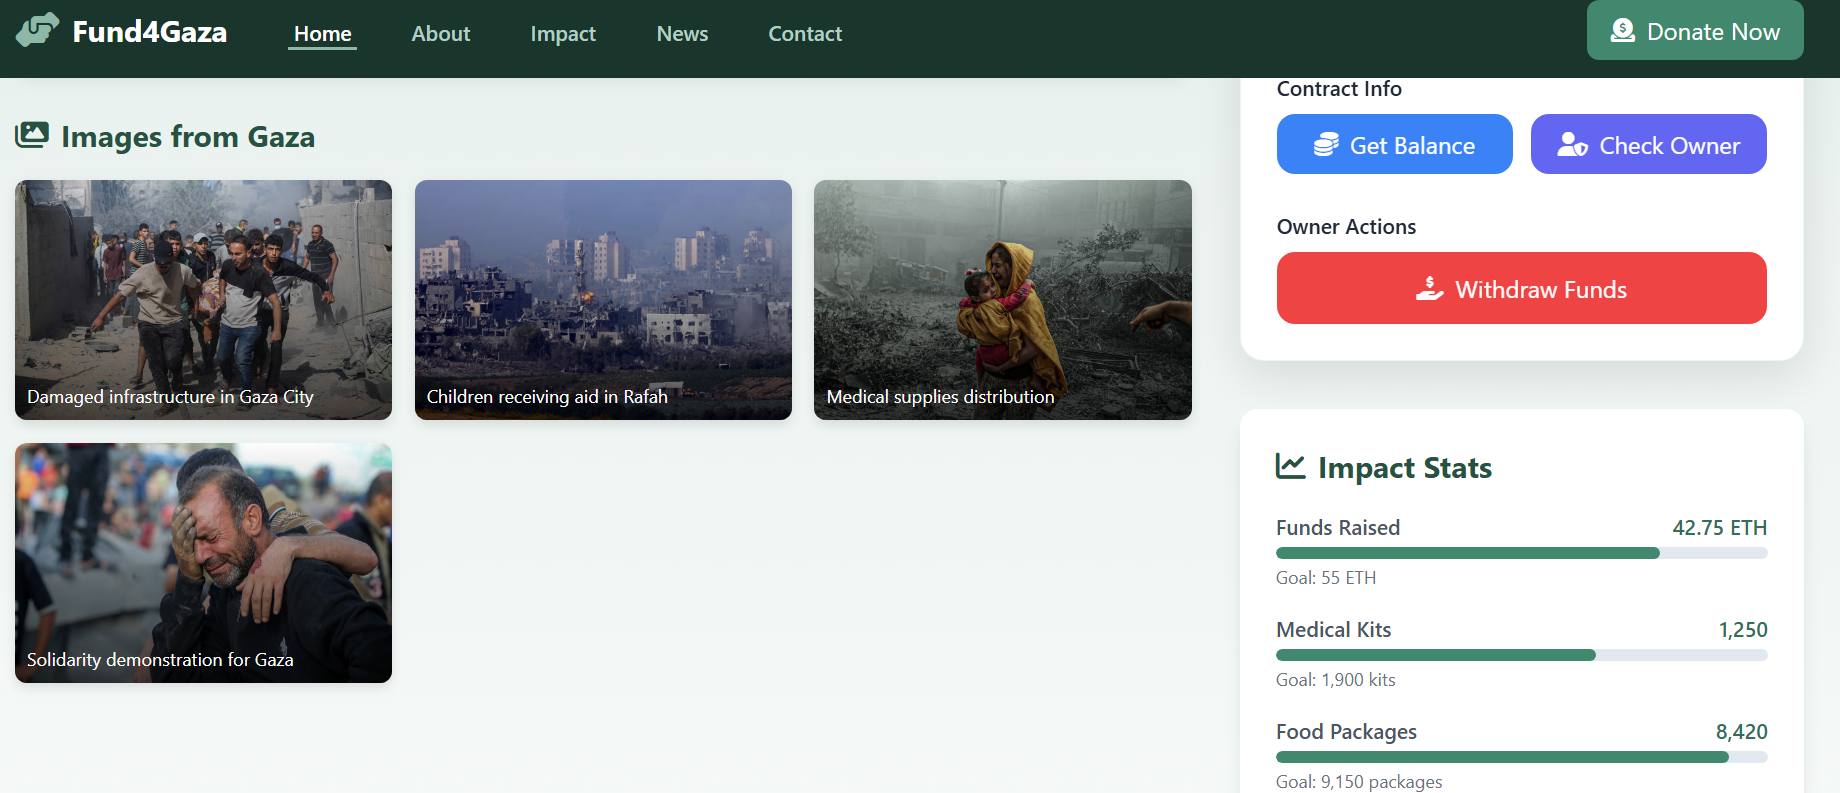 Fund4Gaza
Home
About
Impact
News
Contact
Donate Now
Images from Gaza
Damaged infrastructure in Gaza City
Children receiving aid in Rafah
Medical supplies distribution
Solidarity demonstration for Gaza
Contract Info
Get Balance
Check Owner
Owner Actions
Withdraw Funds
Impact Stats
Funds Raised 42.75 ETH
Goal: 55 ETH
Medical Kits 1,250
Goal: 1,900 kits
Food Packages 8,420
Goal: 9,150 packages